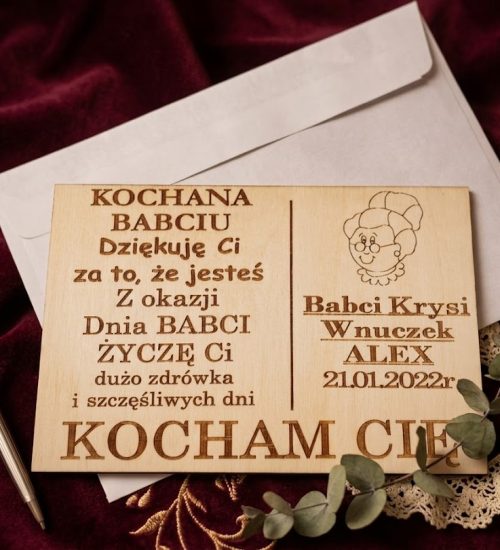 KOCHANA
BABCIU
Dziękuję Ci
za to, że jesteś
Z okazji
Dnia BABCI
ŻYCZĘ Ci
dużo zdrówka
i szczęśliwych dni
Babci Krysi
Wnuczek
ALEX
21.01.2022r
KOCHAM CIĘ